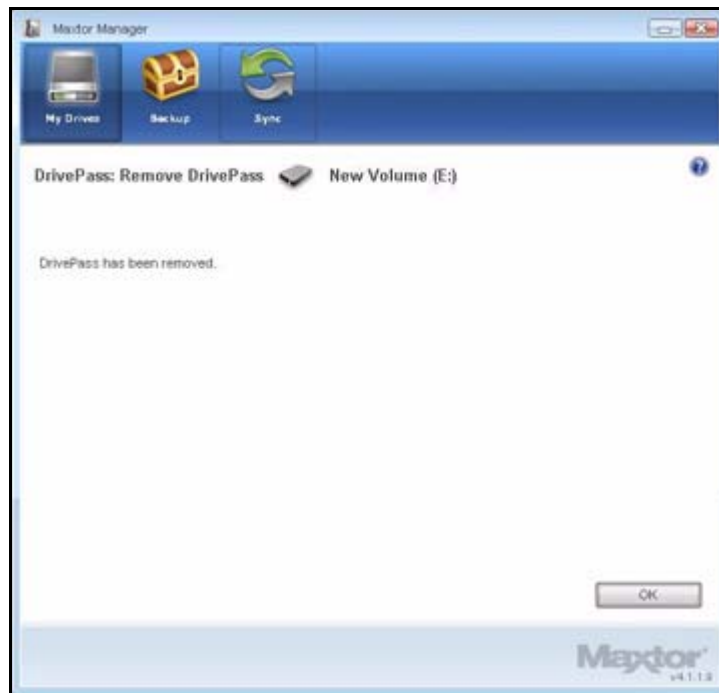 Maxtor Manager
My Drives Backup Sync
DrivePass: Remove DrivePass New Volume (E:)
DrivePass has been removed.
OK
Maxtor